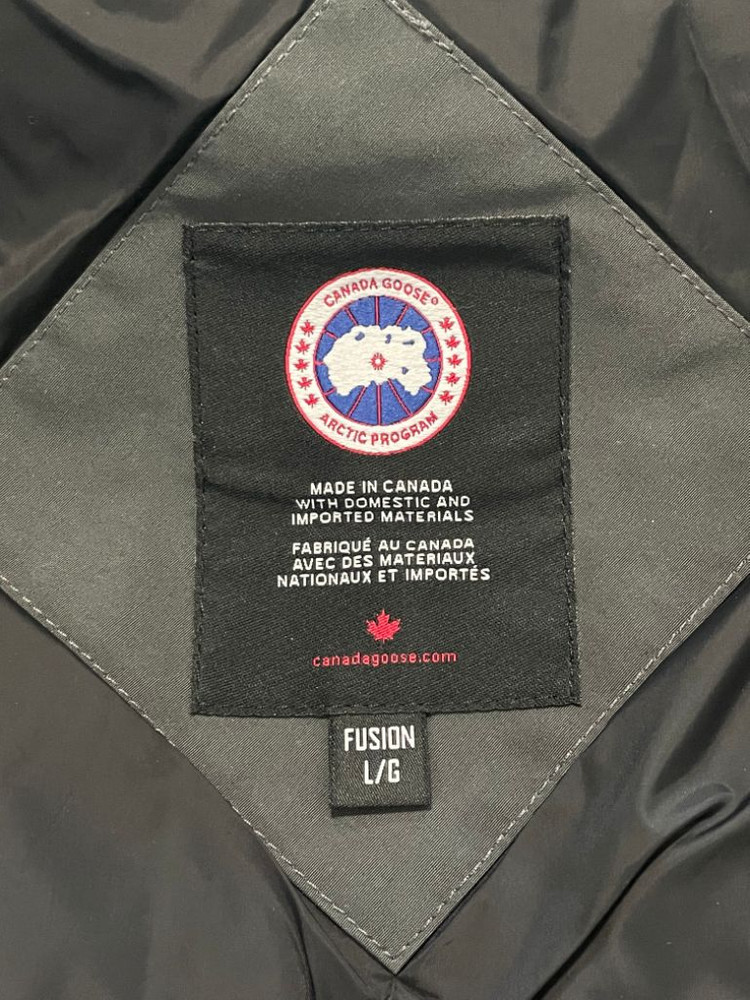 CANADA GOOSE®
ARCTIC PROGRAM
MADE IN CANADA
WITH DOMESTIC AND
IMPORTED MATERIALS
FABRIQUÉ AU CANADA
AVEC DES MATERIAUX
NATIONAUX ET IMPORTÉS
canadagoose.com
FUSION
L/G